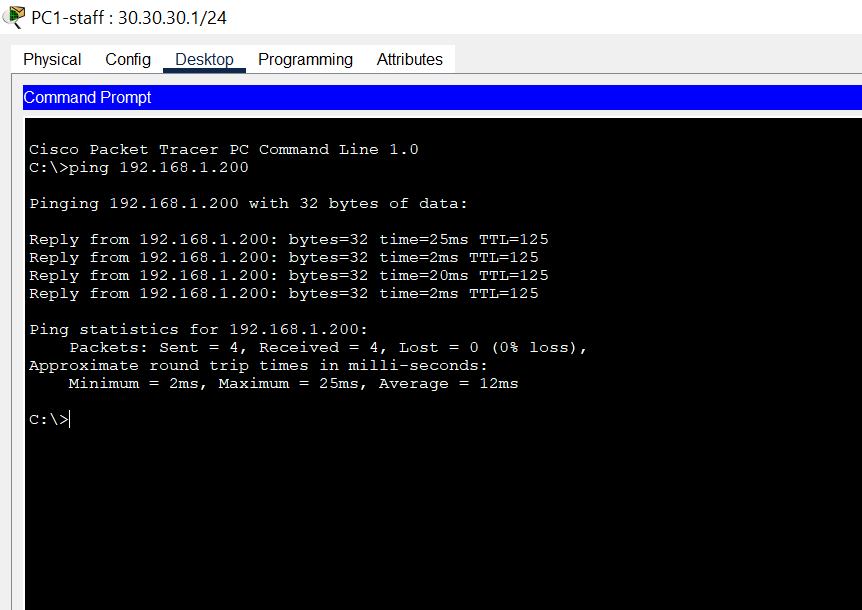 PC1-staff : 30.30.30.1/24
Physical Config Desktop Programming Attributes
Command Prompt
Cisco Packet Tracer PC Command Line 1.0
C:\>ping 192.168.1.200
Pinging 192.168.1.200 with 32 bytes of data:
Reply from 192.168.1.200: bytes=32 time=25ms TTL=125
Reply from 192.168.1.200: bytes=32 time=2ms TTL=125
Reply from 192.168.1.200: bytes=32 time=20ms TTL=125
Reply from 192.168.1.200: bytes=32 time=2ms TTL=125
Ping statistics for 192.168.1.200:
    Packets: Sent = 4, Received = 4, Lost = 0 (0% loss),
Approximate round trip times in milli-seconds:
    Minimum = 2ms, Maximum = 25ms, Average = 12ms
C:\>